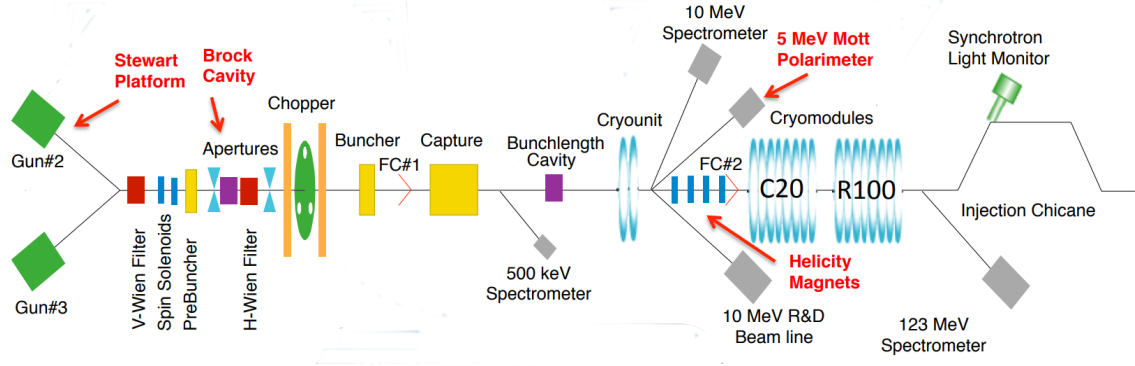 Stewart
Platform
Gun#2
Gun#3
V-Wien Filter
Spin Solenoids
PreBuncher
Brock
Cavity
Apertures
H-Wien Filter
Chopper
Buncher
FC#1
Capture
500 keV
Spectrometer
Bunchlength
Cavity
Cryounit
10 MeV
Spectrometer
5 MeV Mott
Polarimeter
FC#2
Cryomodules
C20
R100
Helicity
Magnets
10 MeV R&D
Beam line
Synchrotron
Light Monitor
Injection Chicane
123 MeV
Spectrometer